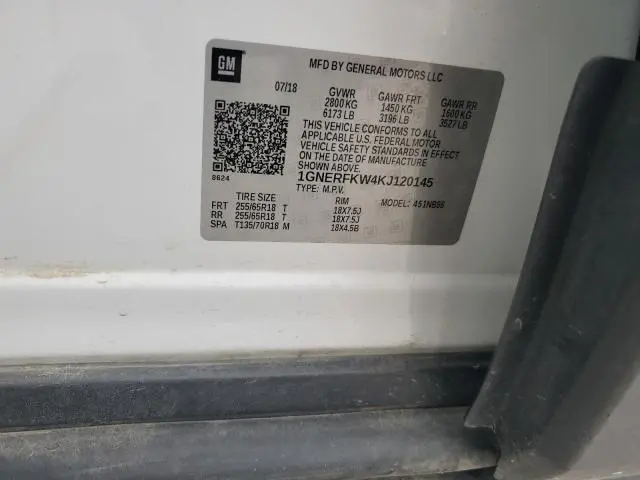 GM
MFD BY GENERAL MOTORS LLC
07/18 GVWR GAWR FRT GAWR RR
2800 KG 1450 KG 1600 KG
6173 LB 3196 LB 3527 LB
THIS VEHICLE CONFORMS TO ALL
APPLICABLE U.S. FEDERAL MOTOR
VEHICLE SAFETY STANDARDS IN EFFECT
ON THE DATE OF MANUFACTURE
SHOWN ABOVE.
1GNERFKW4KJ120145
8624
TYPE: M.P.V.
TIRE SIZE RIM MODEL:
FRT 255/65R18 T 18X7.5J
RR 255/65R18 T 18X7.5J
SPA T135/70R18 M 18X4.5B